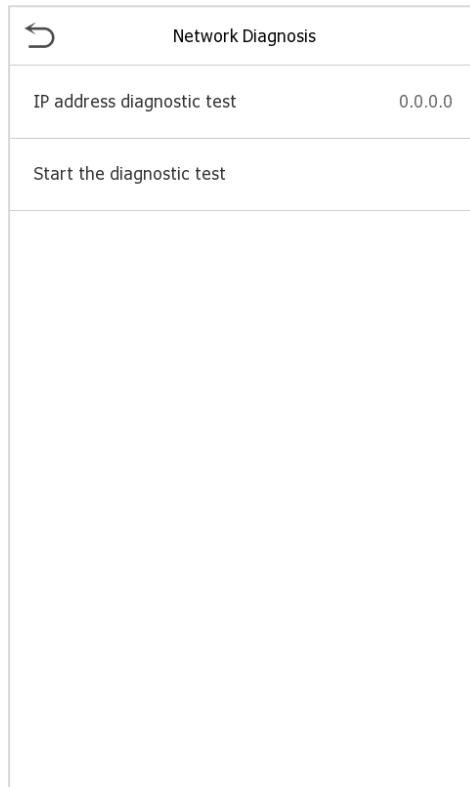 Network Diagnosis
IP address diagnostic test 0.0.0.0
Start the diagnostic test